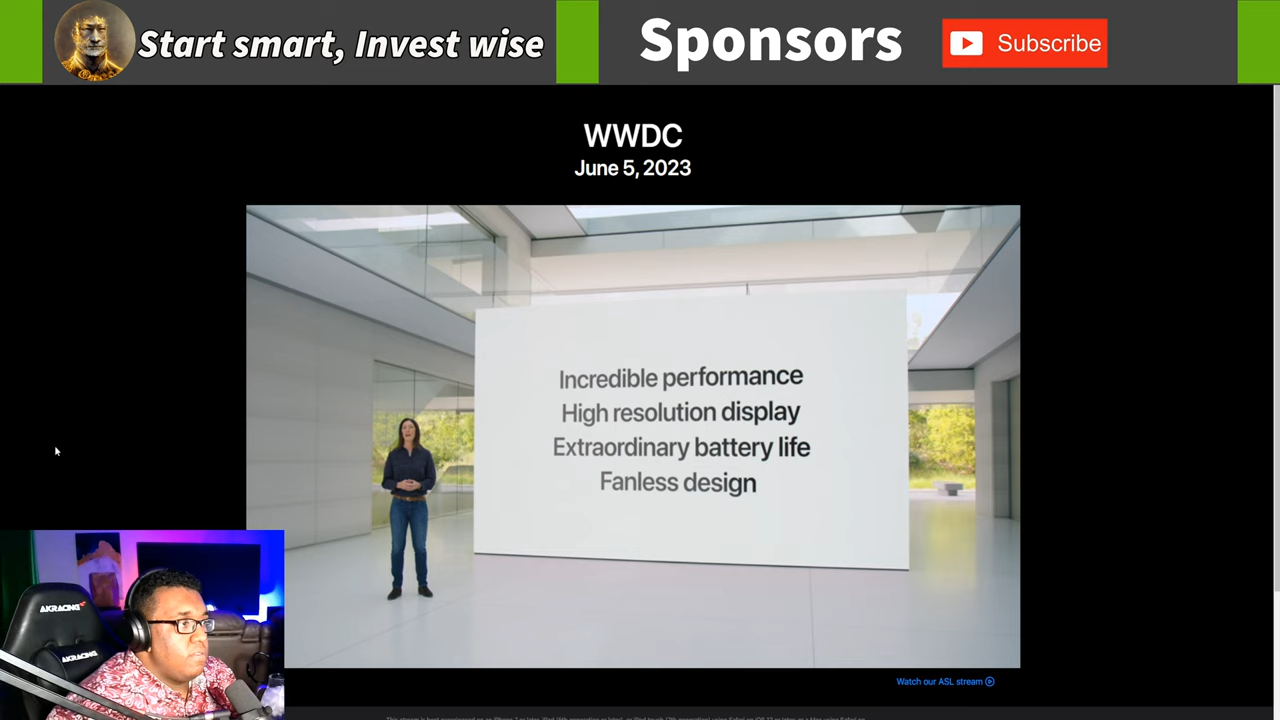 Start smart, Invest wise
Sponsors
Subscribe
WWDC
June 5, 2023
Incredible performance
High resolution display
Extraordinary battery life
Fanless design
AKRACING
AKRACING
Watch our ASL stream